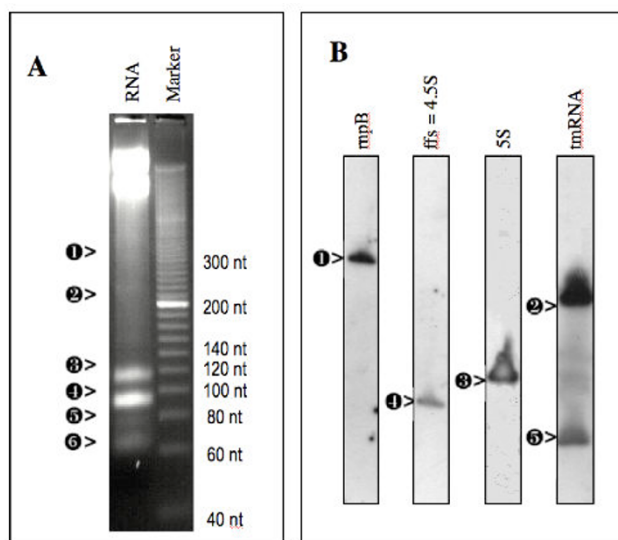 A
RNA
Marker
❶>
❷>
❸>
❹>
❺>
❻>
300 nt
200 nt
140 nt
120 nt
100 nt
80 nt
60 nt
40 nt
B
rnpB
ffs = 4.5S
5S
tmRNA
❶>
❹>
❸>
❷>
❺>